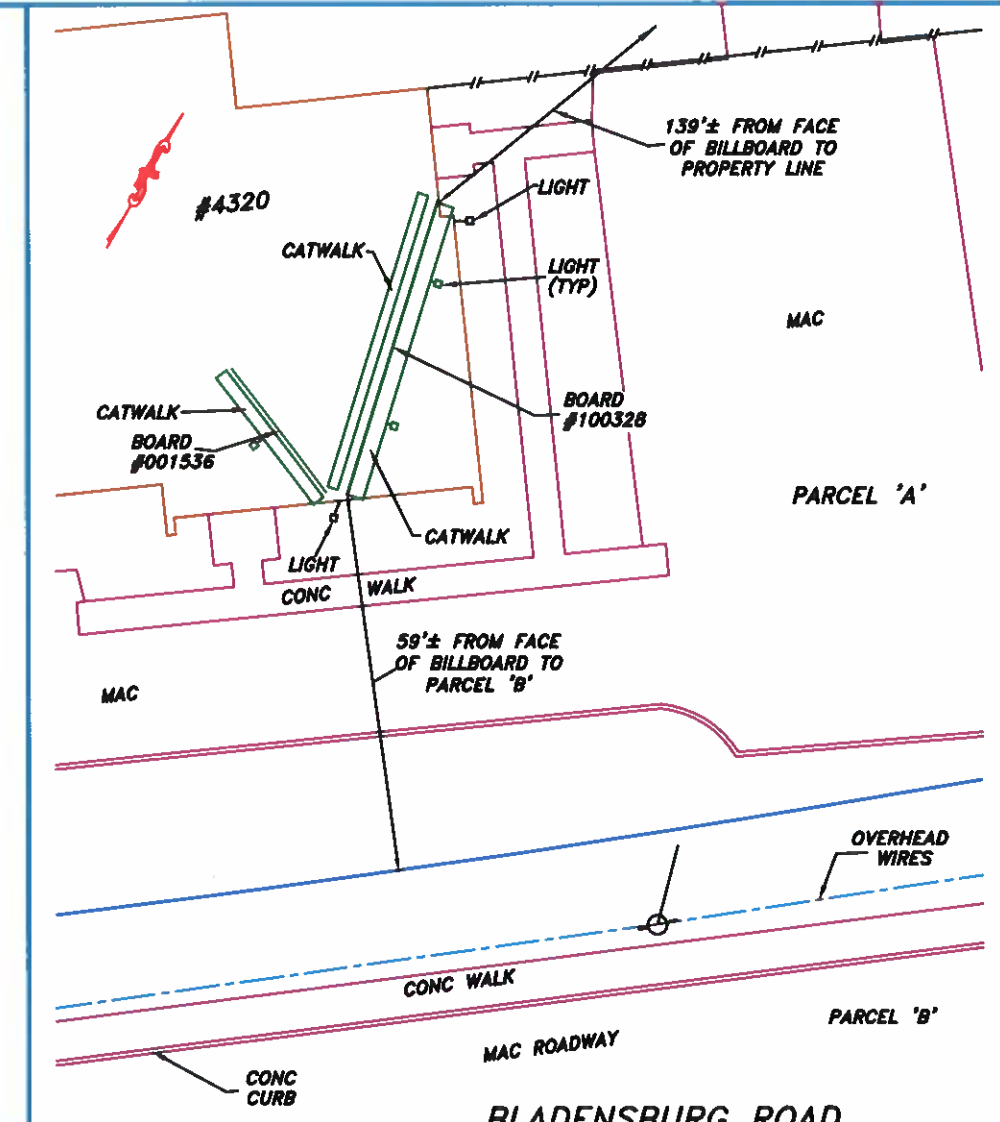 139'± FROM FACE
OF BILLBOARD TO
PROPERTY LINE
#4320
LIGHT
CATWALK
LIGHT
(TYP)
MAC
CATWALK
BOARD
#001536
BOARD
#100328
PARCEL 'A'
CATWALK
LIGHT
CONC WALK
59'± FROM FACE
OF BILLBOARD TO
PARCEL 'B'
MAC
OVERHEAD
WIRES
CONC WALK
PARCEL 'B'
MAC ROADWAY
CONC
CURB
BLADENSBURG ROAD